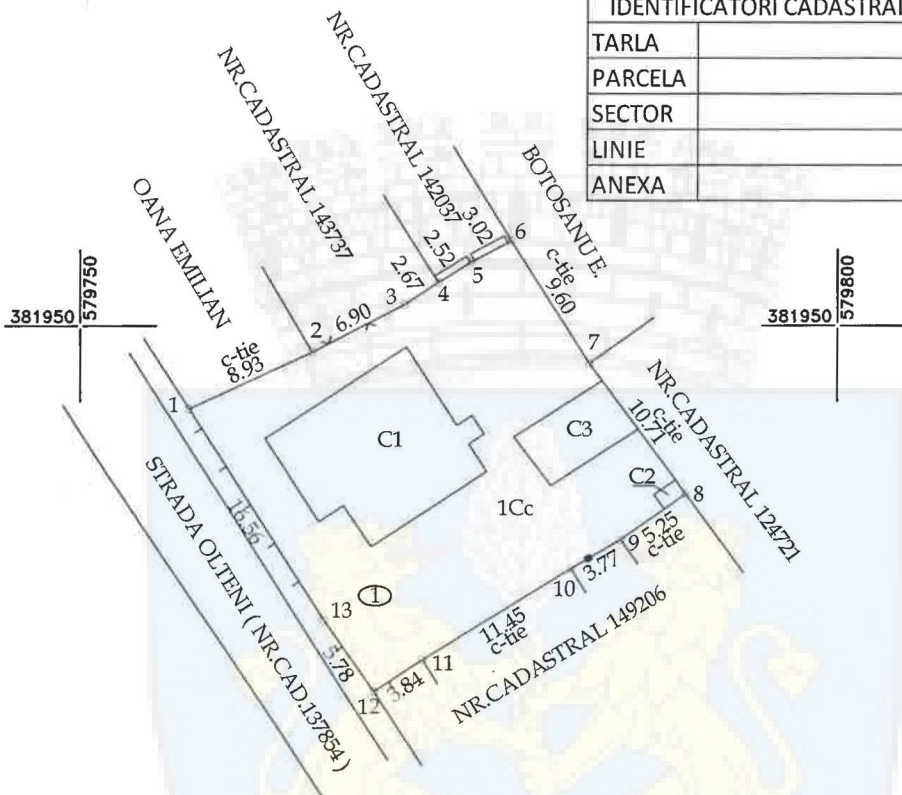 IDENTIFICATORI CADASTRAL
TARLA
PARCELA
SECTOR
LINIE
ANEXA
NR.CADASTRAL 142037
NR.CADASTRAL 143737
BOTOSANU E.
OANA EMILIAN
579750
381950
579800
381950
6
3.02
2.52
5
c-tie
9.60
2.67
4
3
6.90
2
7
c-tie
8.93
1
NR.CADASTRAL 124721
c-tie
10.71
C1
C3
C2
8
1Cc
STRADA OLTENI ( NR.CAD.137854 )
16.56
9
5.25
c-tie
3.77
10
13
1
11.45
c-tie
NR.CADASTRAL 149206
5.78
11
3.84
12